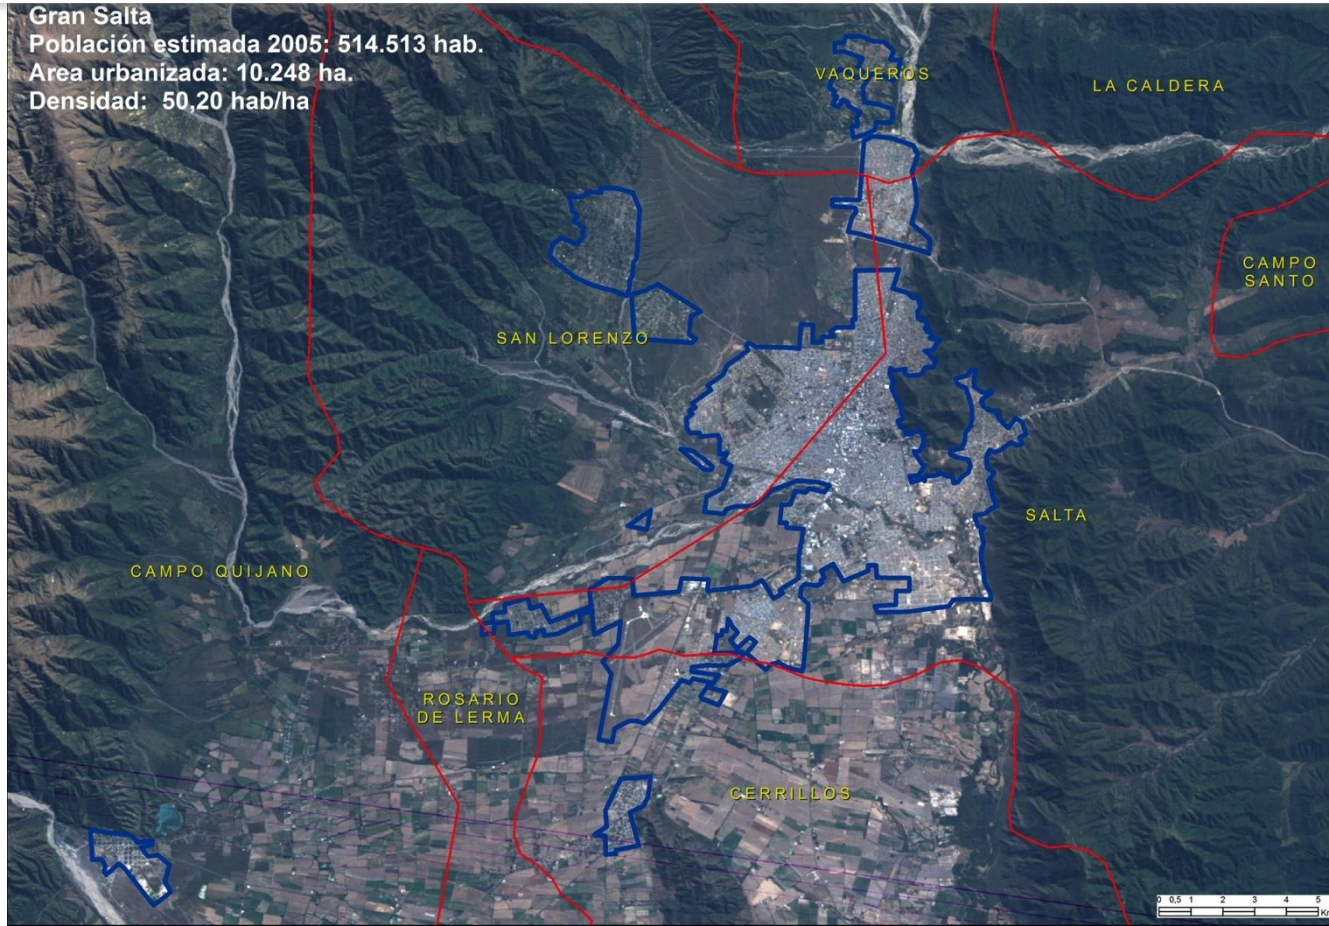 Gran Salta
Población estimada 2005: 514.513 hab.
Area urbanizada: 10.248 ha.
Densidad: 50,20 hab/ha
VAQUEROS
LA CALDERA
CAMPO
SANTO
SAN LORENZO
SALTA
CAMPO QUIJANO
ROSARIO
DE LERMA
CERRILLOS
0 0,5 1 2 3 4 5
Km